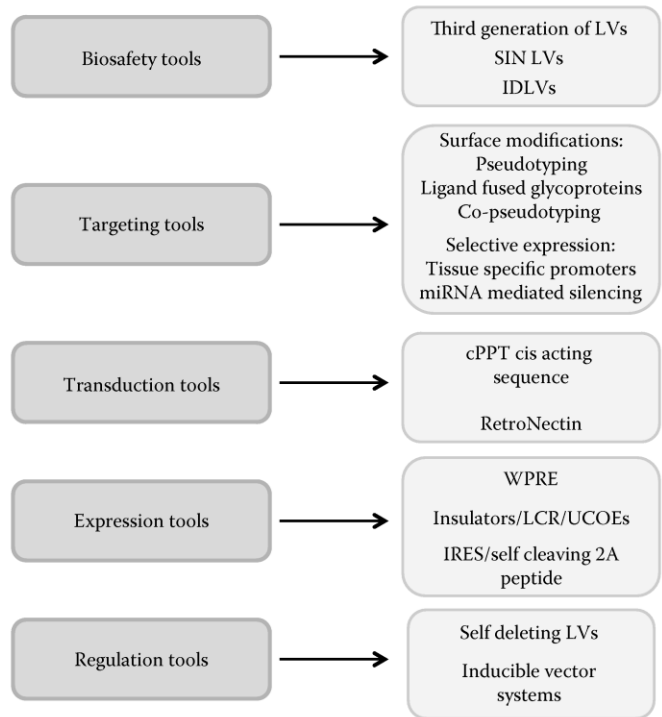 Biosafety tools
Third generation of LVs
SIN LVs
IDLVs
Targeting tools
Surface modifications:
Pseudotyping
Ligand fused glycoproteins
Co-pseudotyping
Selective expression:
Tissue specific promoters
miRNA mediated silencing
Transduction tools
cPPT cis acting
sequence
RetroNectin
Expression tools
WPRE
Insulators/LCR/UCOEs
IRES/self cleaving 2A
peptide
Regulation tools
Self deleting LVs
Inducible vector
systems